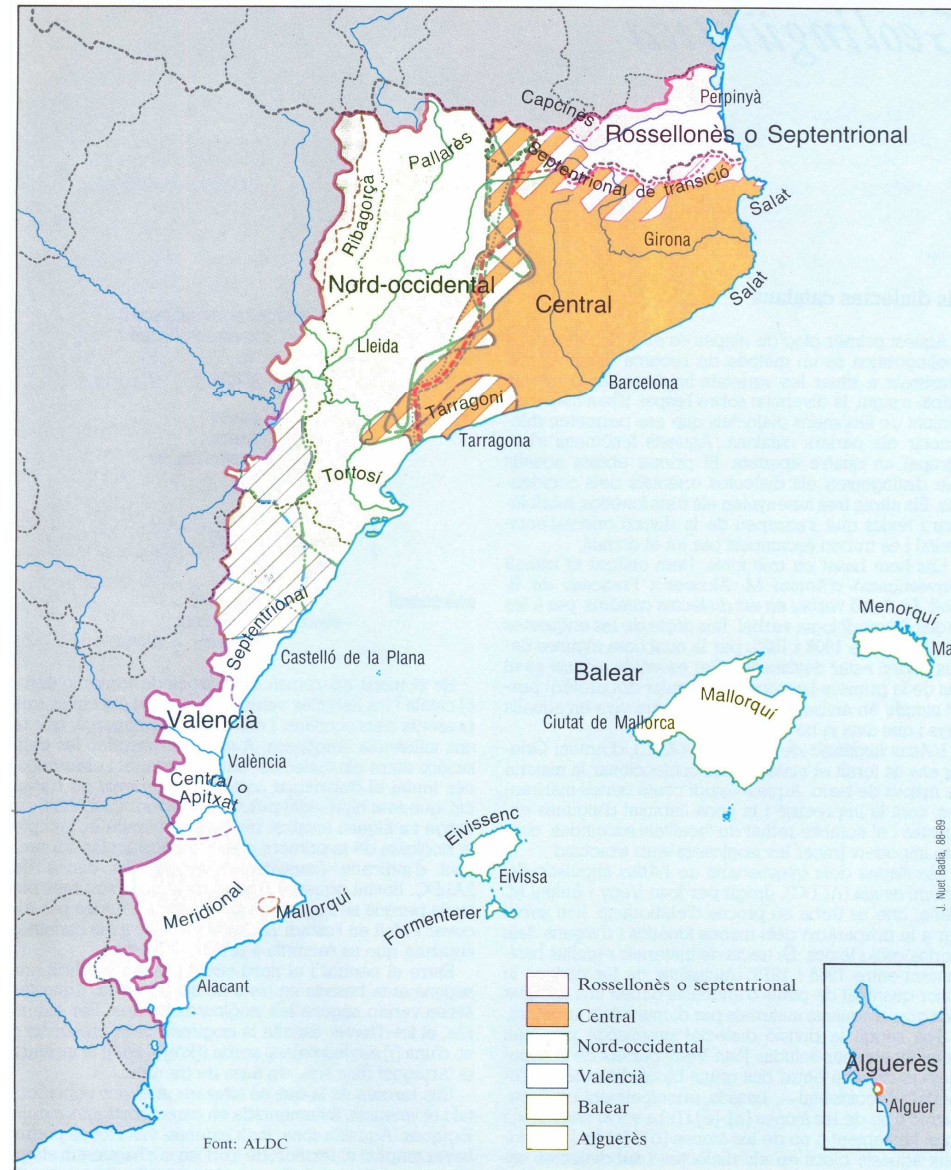 Perpinyà
Capcinès
Rossellonès o Septentrional
Septentrional de transició
Pallarès
Ribagorça
Salat
Girona
Nord-occidental
Central
Salat
Lleida
Barcelona
Tarragoní
Tarragona
Tortosí
Septentrional
Castelló de la Plana
Menorquí
Ma
Balear
Mallorquí
Ciutat de Mallorca
Valencià
València
Central o
Apitxat
Eivissenc
Eivissa
Formenterer
Meridional
Mallorquí
Alacant
J. Nuet Badia, 88-89
Rossellonès o septentrional
Central
Nord-occidental
Valencià
Balear
Alguerès
Alguerès
L'Alguer
Font: ALDC